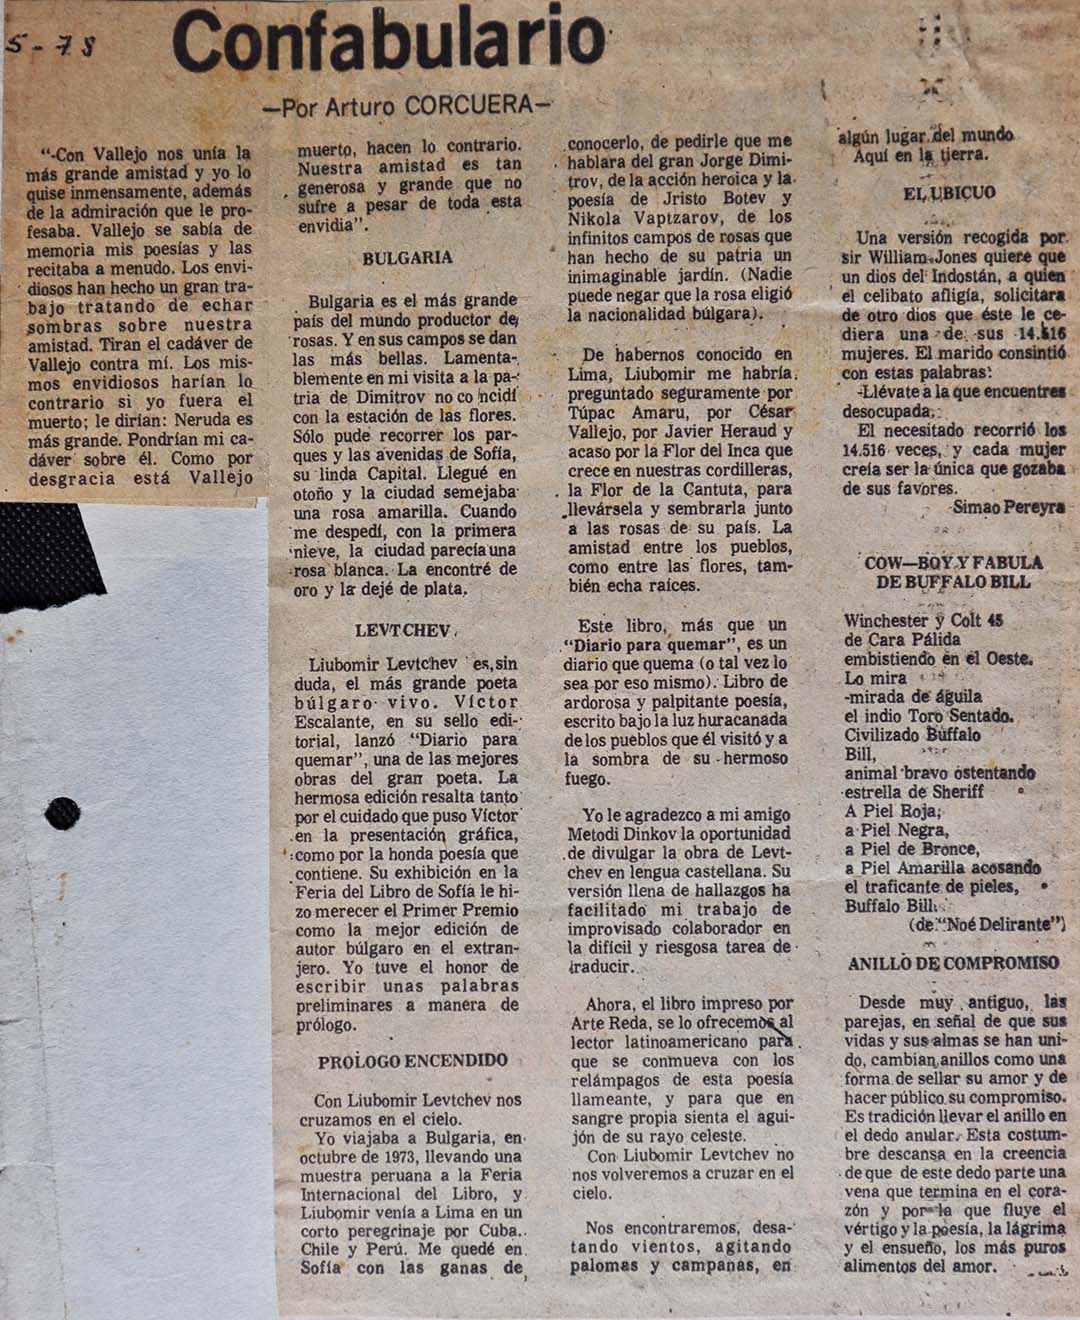 5-78
Confabulario
—Por Arturo CORCUERA—
"-Con Vallejo nos unía la
más grande amistad y yo lo
quise inmensamente, además
de la admiración que le pro-
fesaba. Vallejo se sabía de
memoria mis poesías y las
recitaba a menudo. Los envi-
diosos han hecho un gran tra-
bajo tratando de echar
sombras sobre nuestra
amistad. Tiran el cadáver de
Vallejo contra mí. Los mis-
mos envidiosos harían lo
contrario si yo fuera el
muerto; le dirían: Neruda es
más grande. Pondrían mi ca-
dáver sobre él. Como por
desgracia está Vallejo
muerto, hacen lo contrario.
Nuestra amistad es tan
generosa y grande que no
sufre a pesar de toda esta
envidia".
BULGARIA
Bulgaria es el más grande
país del mundo productor de
rosas. Y en sus campos se dan
las más bellas. Lamenta-
blemente en mi visita a la pa-
tria de Dimitrov no coincidí
con la estación de las flores.
Sólo pude recorrer los par-
ques y las avenidas de Sofía,
su linda Capital. Llegué en
otoño y la ciudad semejaba
una rosa amarilla. Cuando
me despedí, con la primera
nieve, la ciudad parecía una
rosa blanca. La encontré de
oro y la dejé de plata.
LEVTCHEV
Liubomir Levtchev es, sin
duda, el más grande poeta
búlgaro vivo. Víctor
Escalante, en su sello edi-
torial, lanzó "Diario para
quemar", una de las mejores
obras del gran poeta. La
hermosa edición resalta tanto
por el cuidado que puso Víctor
en la presentación gráfica,
como por la honda poesía que
contiene. Su exhibición en la
Feria del Libro de Sofía le hi-
zo merecer el Primer Premio
como la mejor edición de
autor búlgaro en el extran-
jero. Yo tuve el honor de
escribir unas palabras
preliminares a manera de
prólogo.
PROLOGO ENCENDIDO
Con Liubomir Levtchev nos
cruzamos en el cielo.
Yo viajaba a Bulgaria, en
octubre de 1973, llevando una
muestra peruana a la Feria
Internacional del Libro, y
Liubomir venía a Lima en un
corto peregrinaje por Cuba.
Chile y Perú. Me quedé en
Sofía con las ganas de
conocerlo, de pedirle que me
hablara del gran Jorge Dimi-
trov, de la acción heroica y la
poesía de Jristo Botev y
Nikola Vaptzarov, de los
infinitos campos de rosas que
han hecho de su patria un
inimaginable jardín. (Nadie
puede negar que la rosa eligió
la nacionalidad búlgara).
De habernos conocido en
Lima, Liubomir me habría
preguntado seguramente por
Túpac Amaru, por César
Vallejo, por Javier Heraud y
acaso por la Flor del Inca que
crece en nuestras cordilleras,
la Flor de la Cantuta, para
llevársela y sembrarla junto
a las rosas de su país. La
amistad entre los pueblos,
como entre las flores, tam-
bién echa raíces.
Este libro, más que un
"Diario para quemar", es un
diario que quema (o tal vez lo
sea por eso mismo). Libro de
ardorosa y palpitante poesía,
escrito bajo la luz huracanada
de los pueblos que él visitó y a
la sombra de su hermoso
fuego.
Yo le agradezco a mi amigo
Metodi Dinkov la oportunidad
de divulgar la obra de Levt-
chev en lengua castellana. Su
versión llena de hallazgos ha
facilitado mi trabajo de
improvisado colaborador en
la difícil y riesgosa tarea de
traducir.
Ahora, el libro impreso por
Arte Reda, se lo ofrecemos al
lector latinoamericano para
que se conmueva con los
relámpagos de esta poesía
llameante, y para que en
sangre propia sienta el agui-
jón de su rayo celeste.
Con Liubomir Levtchev no
nos volveremos a cruzar en el
cielo.
Nos encontraremos, desa-
tando vientos, agitando
palomas y campanas, en
algún lugar del mundo
Aquí en la tierra.
EL UBICUO
Una versión recogida por
sir William Jones quiere que
un dios del Indostán, a quien
el celibato afligía, solicitara
de otro dios que éste le ce-
diera una de sus 14.516
mujeres. El marido consintió
con estas palabras:
-Llévate a la que encuentres
desocupada.
El necesitado recorrió los
14.516 veces, y cada mujer
creía ser la única que gozaba
de sus favores.
Simao Pereyra
COW—BOY Y FABULA
DE BUFFALO BILL
Winchester y Colt 45
de Cara Pálida
embistiendo en el Oeste.
Lo mira
-mirada de águila
el indio Toro Sentado.
Civilizado Búffalo
Bill,
animal bravo ostentando
estrella de Sheriff
A Piel Roja;
a Piel Negra,
a Piel de Bronce,
a Piel Amarilla acosando
el traficante de pieles,
Buffalo Bill.
(de "Noé Delirante")
ANILLO DE COMPROMISO
Desde muy antiguo, las
parejas, en señal de que sus
vidas y sus almas se han uni-
do, cambian anillos como una
forma de sellar su amor y de
hacer público su compromiso.
Es tradición llevar el anillo en
el dedo anular. Esta costum-
bre descansa en la creencia
de que de este dedo parte una
vena que termina en el cora-
zón y por la que fluye el
vértigo y la poesía, la lágrima
y el ensueño, los más puros
alimentos del amor.